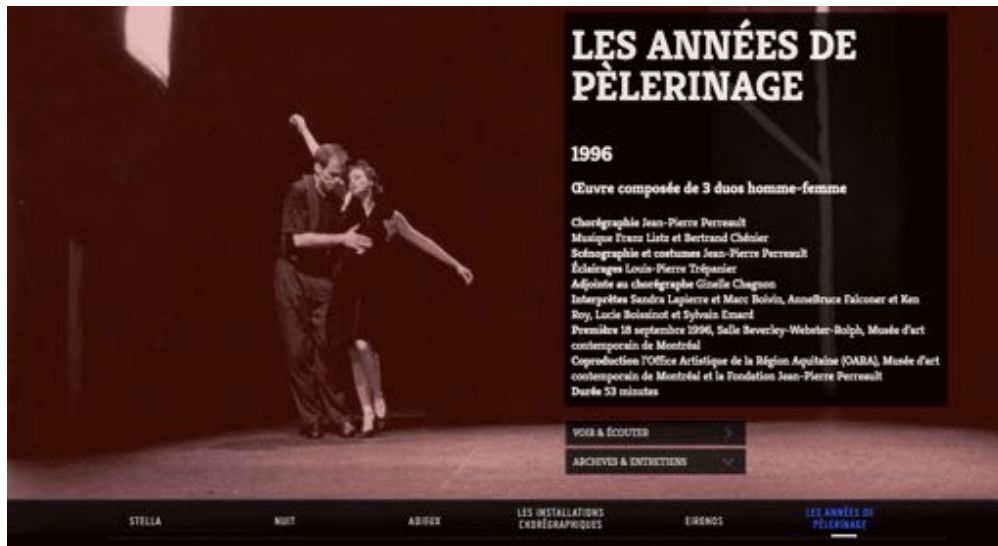 LES ANNÉES DE
PÈLERINAGE
1996
Œuvre composée de 3 duos homme-femme
Chorégraphie Jean-Pierre Perreault
Musique Franz Listz et Bertrand Chénier
Scénographie et costumes Jean-Pierre Perreault
Éclairages Louis-Pierre Trépanier
Adjointe au chorégraphe Ginelle Chagnon
Interprètes Sandra Lapierre et Marc Boivin, AnneBruce Falconer et Ken
Roy, Lucie Boissinot et Sylvain Emard
Première 18 septembre 1996, Salle Beverley-Webster-Rolph, Musée d'art
contemporain de Montréal
Coproduction l'Office Artistique de la Région Aquitaine (OARA), Musée d'art
contemporain de Montréal et la Fondation Jean-Pierre Perreault
Durée 53 minutes
VOIR & ÉCOUTER
ARCHIVES & ENTRETIENS
STELLA
NUIT
ADIEUX
LES INSTALLATIONS
CHORÉGRAPHIQUES
EIRONOS
LES ANNÉES DE
PÈLERINAGE